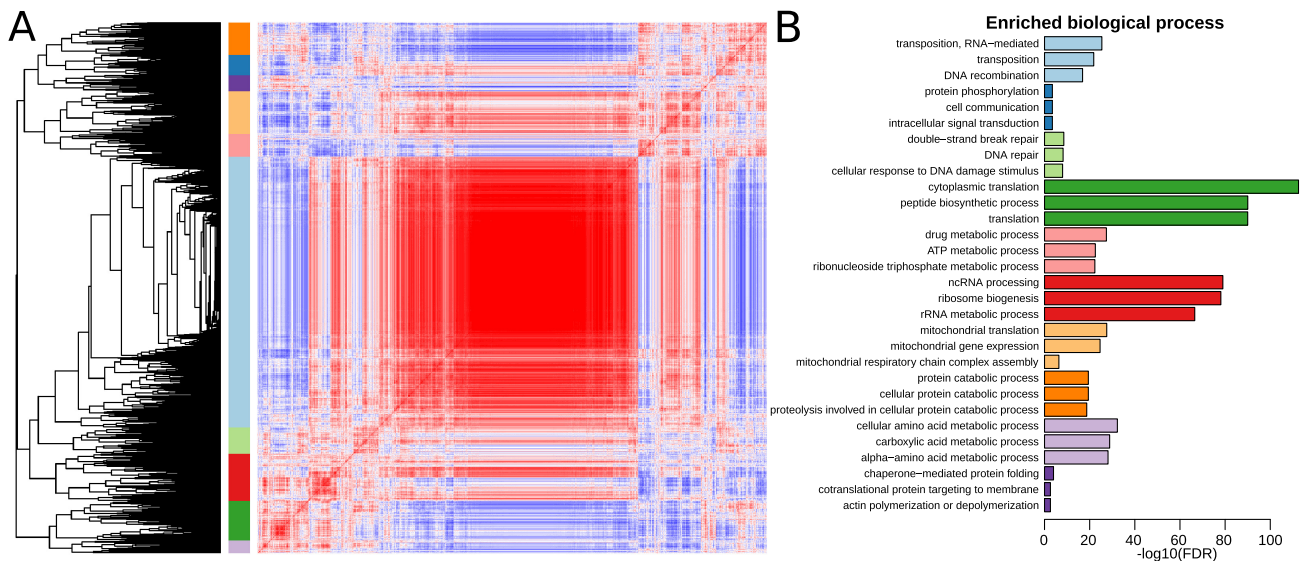 A
B
Enriched biological process
transposition, RNA−mediated
transposition
DNA recombination
protein phosphorylation
cell communication
intracellular signal transduction
double−strand break repair
DNA repair
cellular response to DNA damage stimulus
cytoplasmic translation
peptide biosynthetic process
translation
drug metabolic process
ATP metabolic process
ribonucleoside triphosphate metabolic process
ncRNA processing
ribosome biogenesis
rRNA metabolic process
mitochondrial translation
mitochondrial gene expression
mitochondrial respiratory chain complex assembly
protein catabolic process
cellular protein catabolic process
proteolysis involved in cellular protein catabolic process
cellular amino acid metabolic process
carboxylic acid metabolic process
alpha−amino acid metabolic process
chaperone−mediated protein folding
cotranslational protein targeting to membrane
actin polymerization or depolymerization
0 20 40 60 80 100
-log10(FDR)